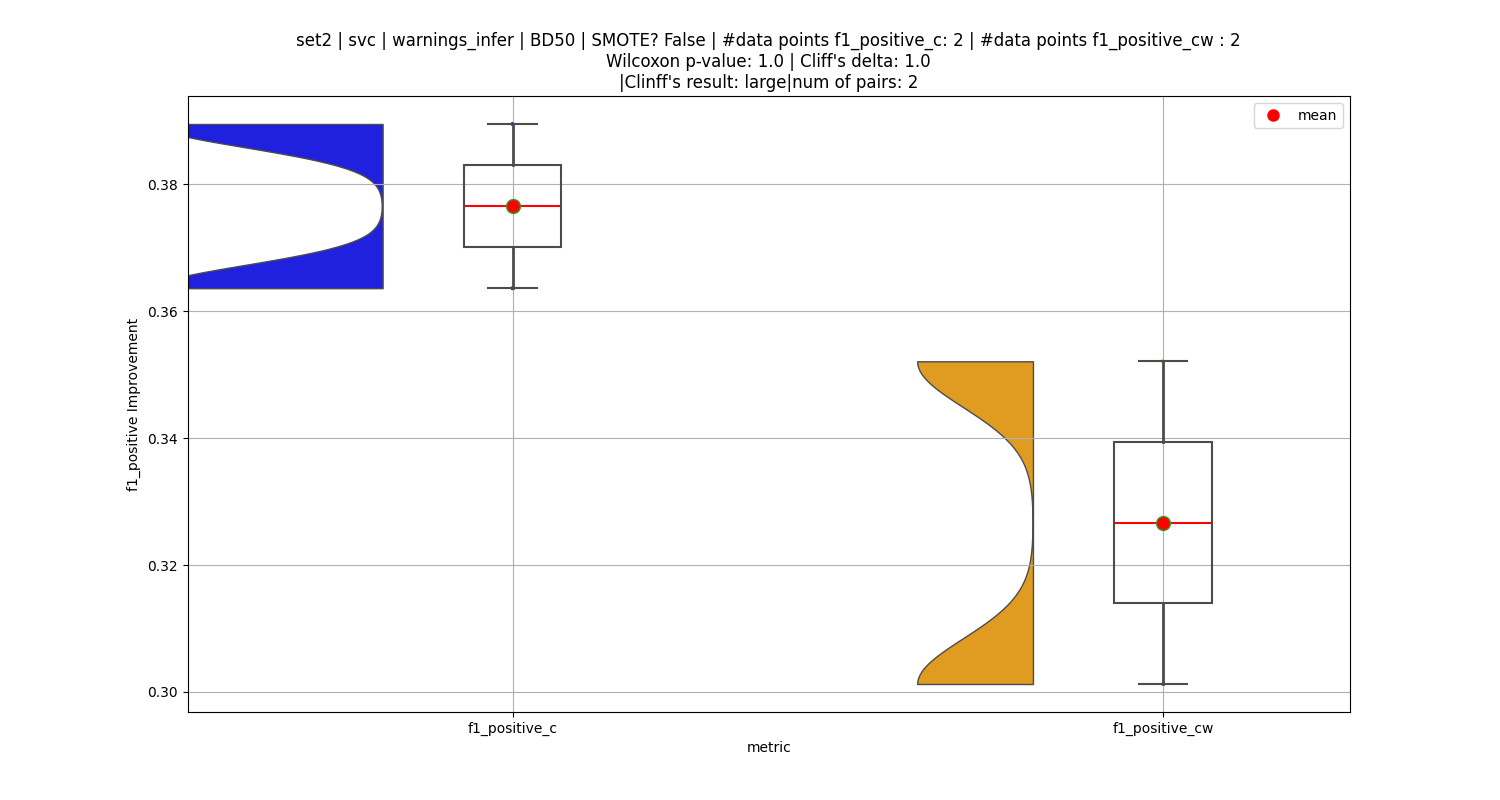 set2 | svc | warnings_infer | BD50 | SMOTE? False | #data points f1_positive_c: 2 | #data points f1_positive_cw : 2
Wilcoxon p-value: 1.0 | Cliff's delta: 1.0
|Clinff's result: large|num of pairs: 2
mean
0.38
0.36
0.34
0.32
0.30
f1_positive Improvement
f1_positive_c
f1_positive_cw
metric